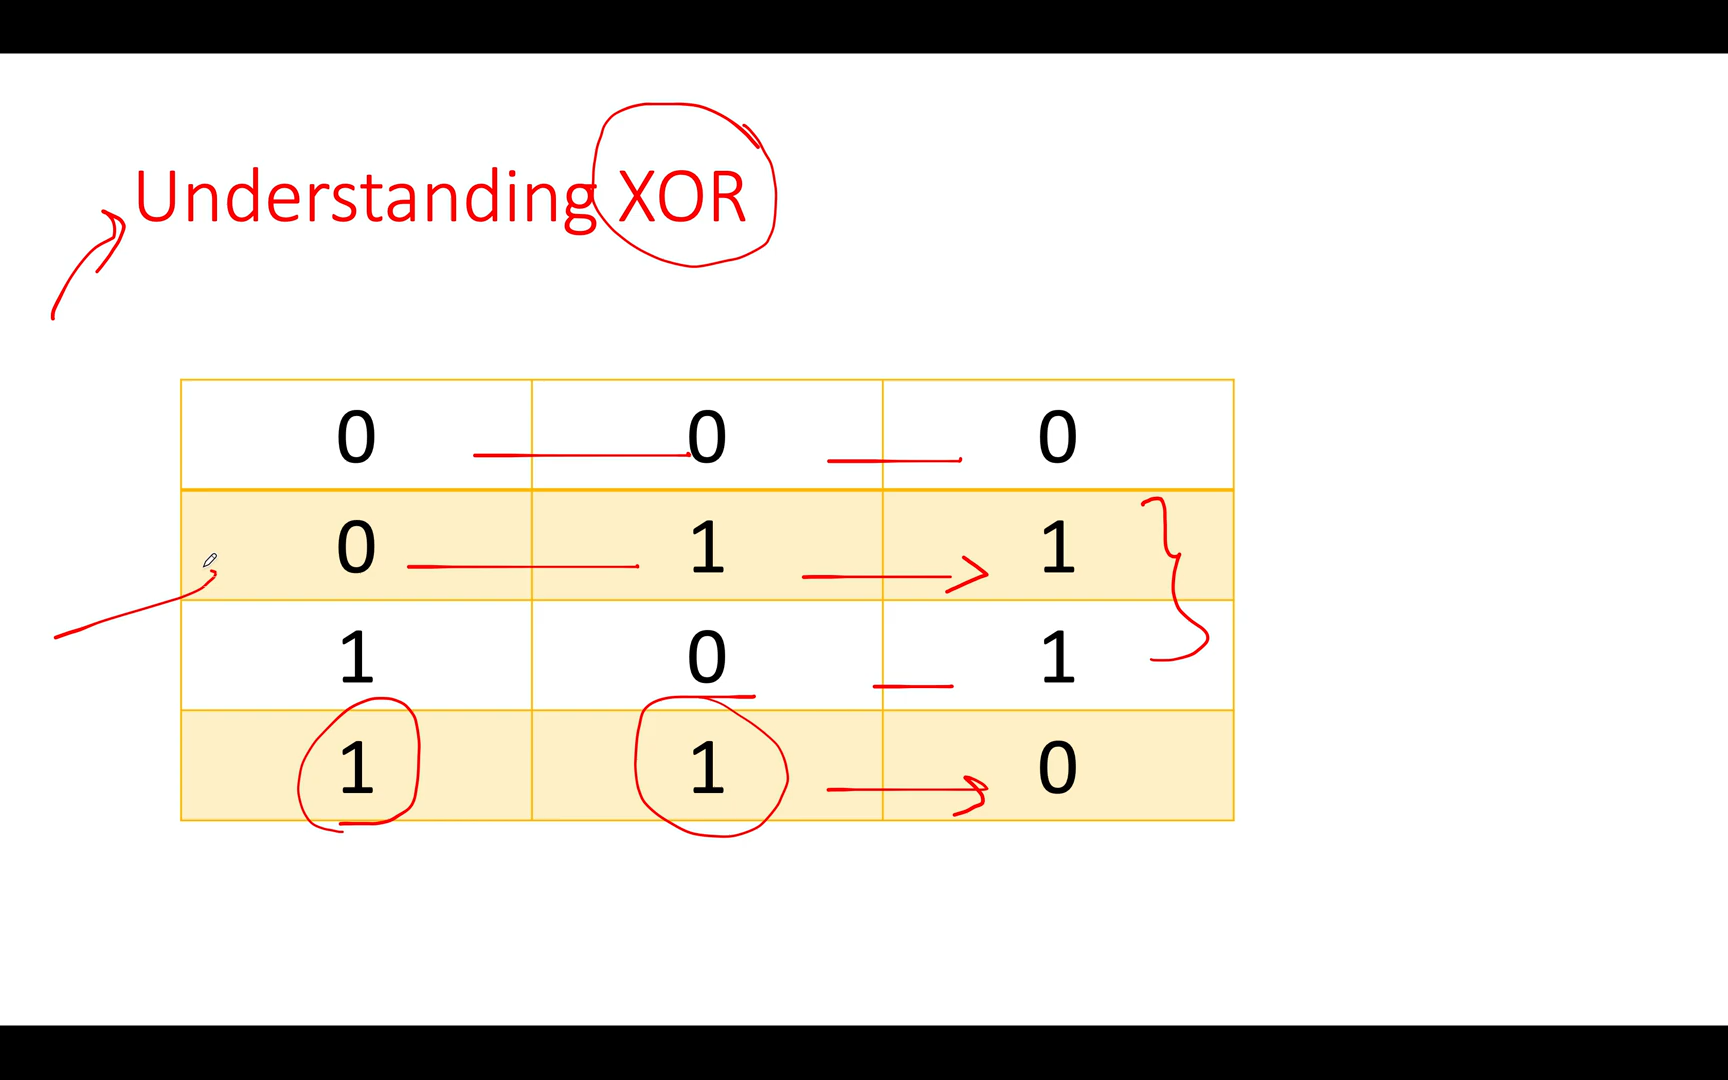 Understanding XOR
0 0 0
0 1 1
1 0 1
1 1 0